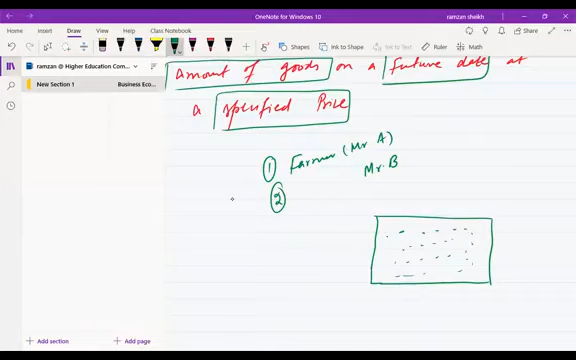 OneNote for Windows 10
ramzan sheikh
Home Insert Draw View Help Class Notebook
Share
Shapes Ink to Shape Ink to Text Ruler Math
ramzan @ Higher Education Com...
New Section 1
Business Eco...
Amount of goods on a future date at
a specified Price
1 Farmer (Mr A)
Mr. B
2
Add section Add page